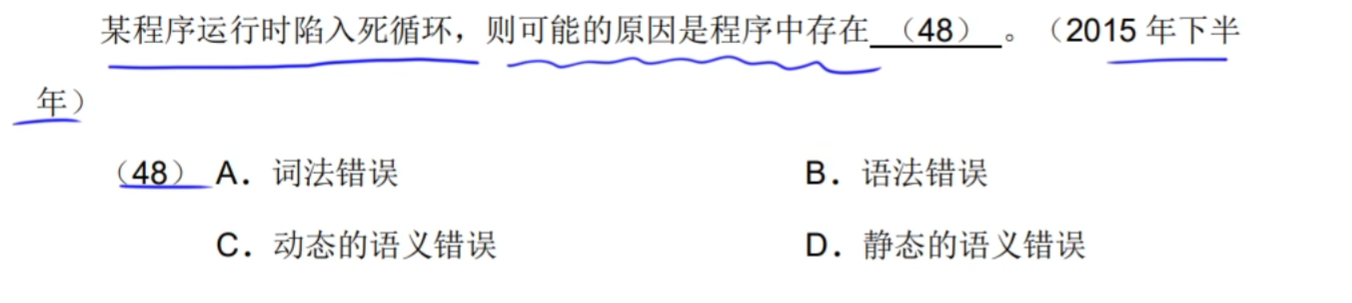 某程序运行时陷入死循环，则可能的原因是程序中存在（48）。（2015 年下半
年）
（48） A．词法错误 B．语法错误
C．动态的语义错误 D．静态的语义错误